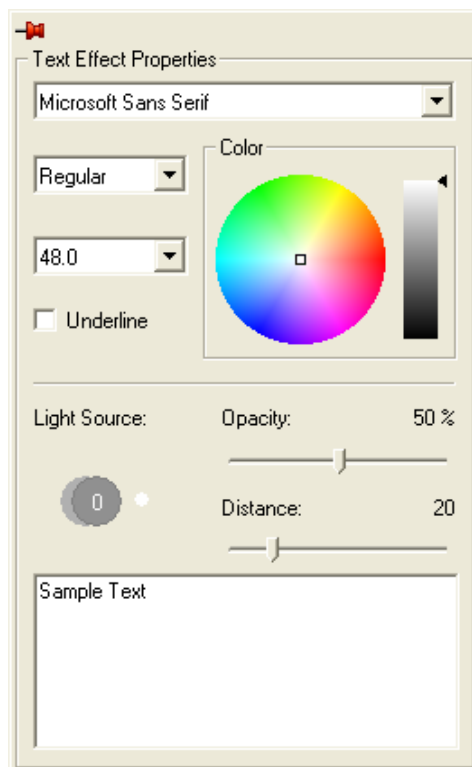 Text Effect Properties
Microsoft Sans Serif
Color
Regular
48.0
Underline
Light Source:
Opacity: 50 %
0
Distance: 20
Sample Text